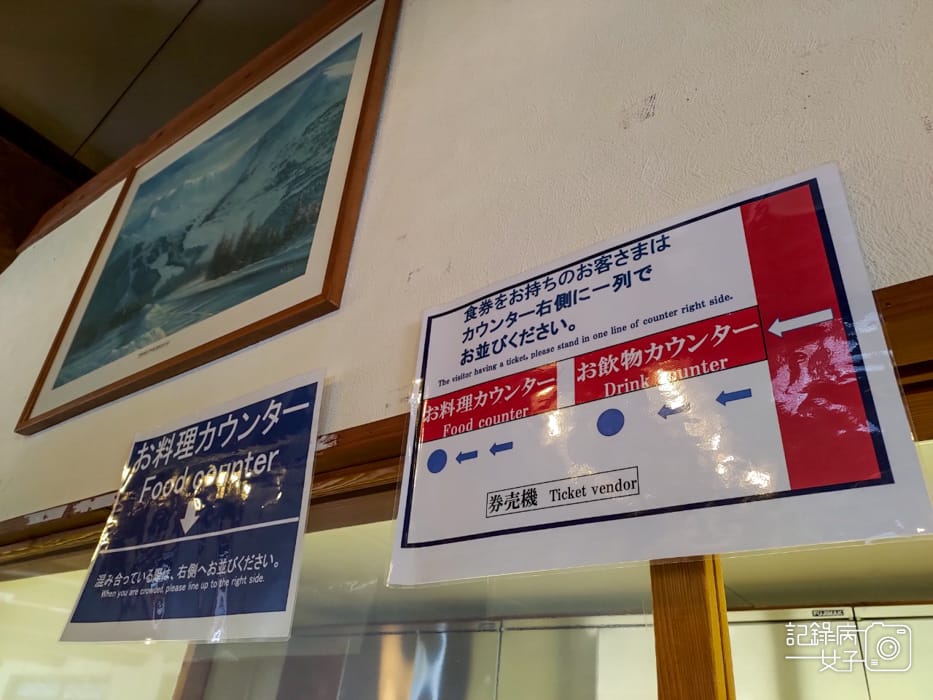 食券をお持ちのお客さまは
カウンター右側に一列で
お並びください。
The visitor having a ticket, please stand in one line of counter right side.
お料理カウンター
Food counter
お飲物カウンター
Drink Counter
券売機 Ticket vendor
お料理カウンター
Food counter
混み合っている際は、右側へお並びください。
When you are crowded, please line up to the right side.
FUJIMAK
記錄病
女子